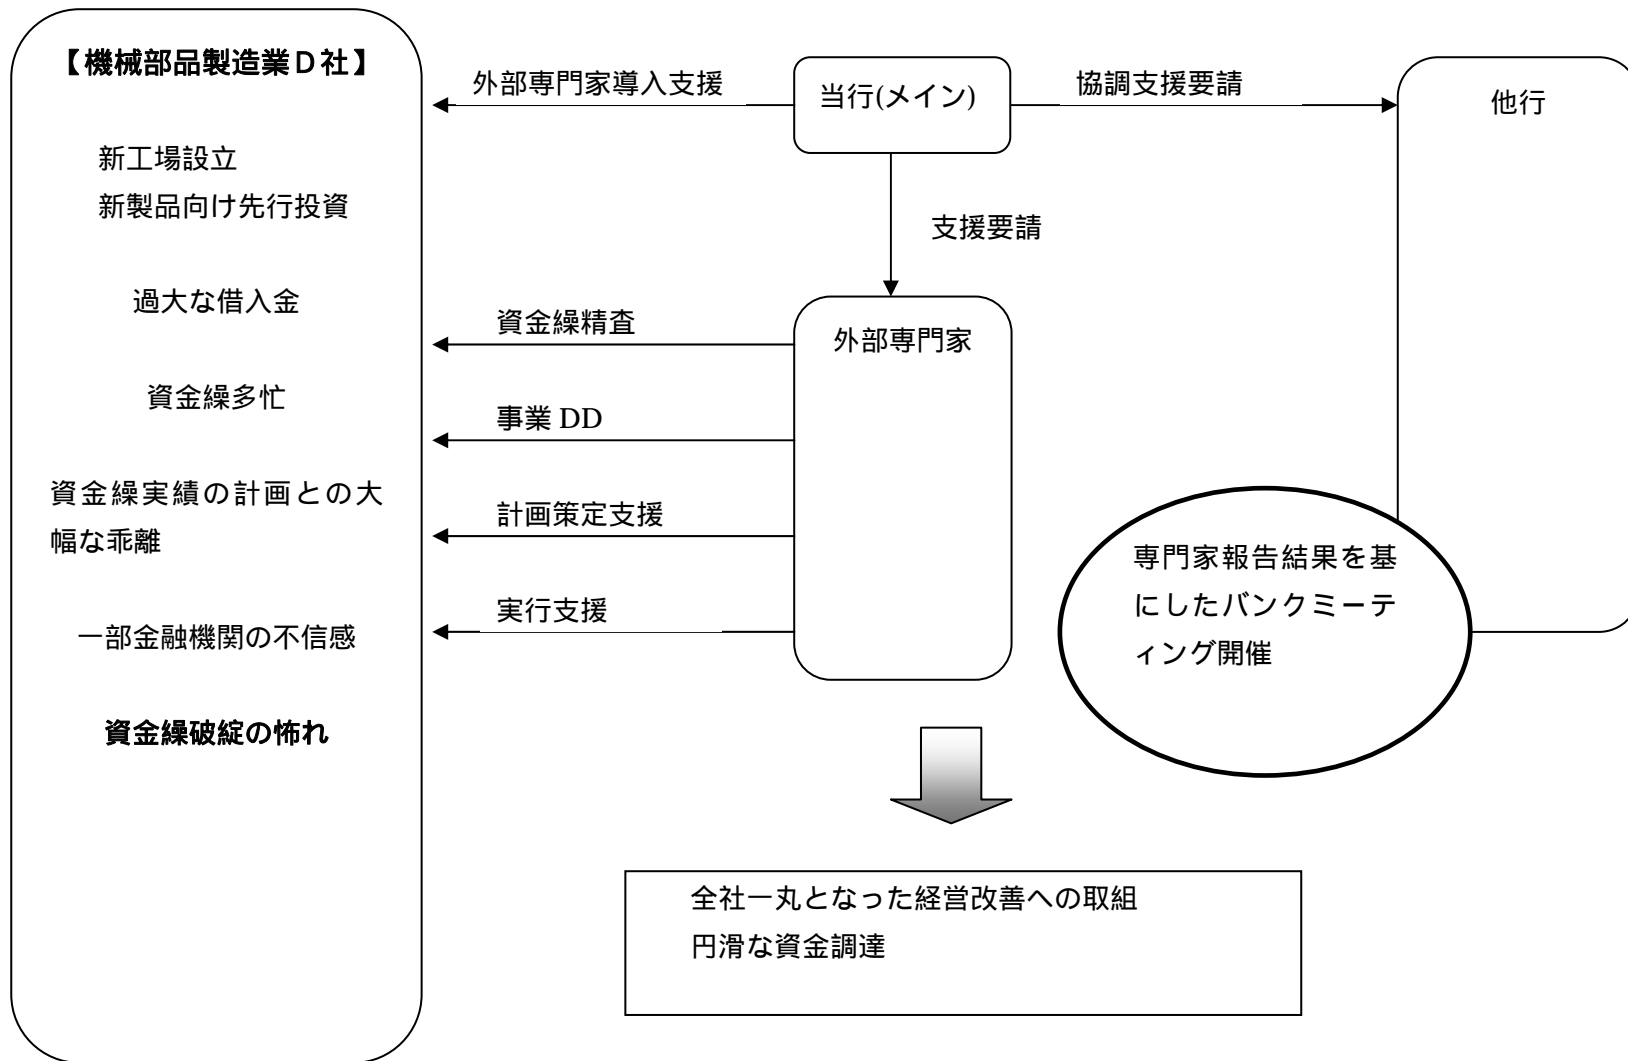 【機械部品製造業D社】
新工場設立
新製品向け先行投資
過大な借入金
資金繰多忙
資金繰実績の計画との大
幅な乖離
一部金融機関の不信感
資金繰破綻の怖れ
外部専門家導入支援
当行(メイン)
協調支援要請
他行
支援要請
外部専門家
資金繰精査
事業 DD
計画策定支援
実行支援
専門家報告結果を基
にしたバンクミーテ
ィング開催
全社一丸となった経営改善への取組
円滑な資金調達